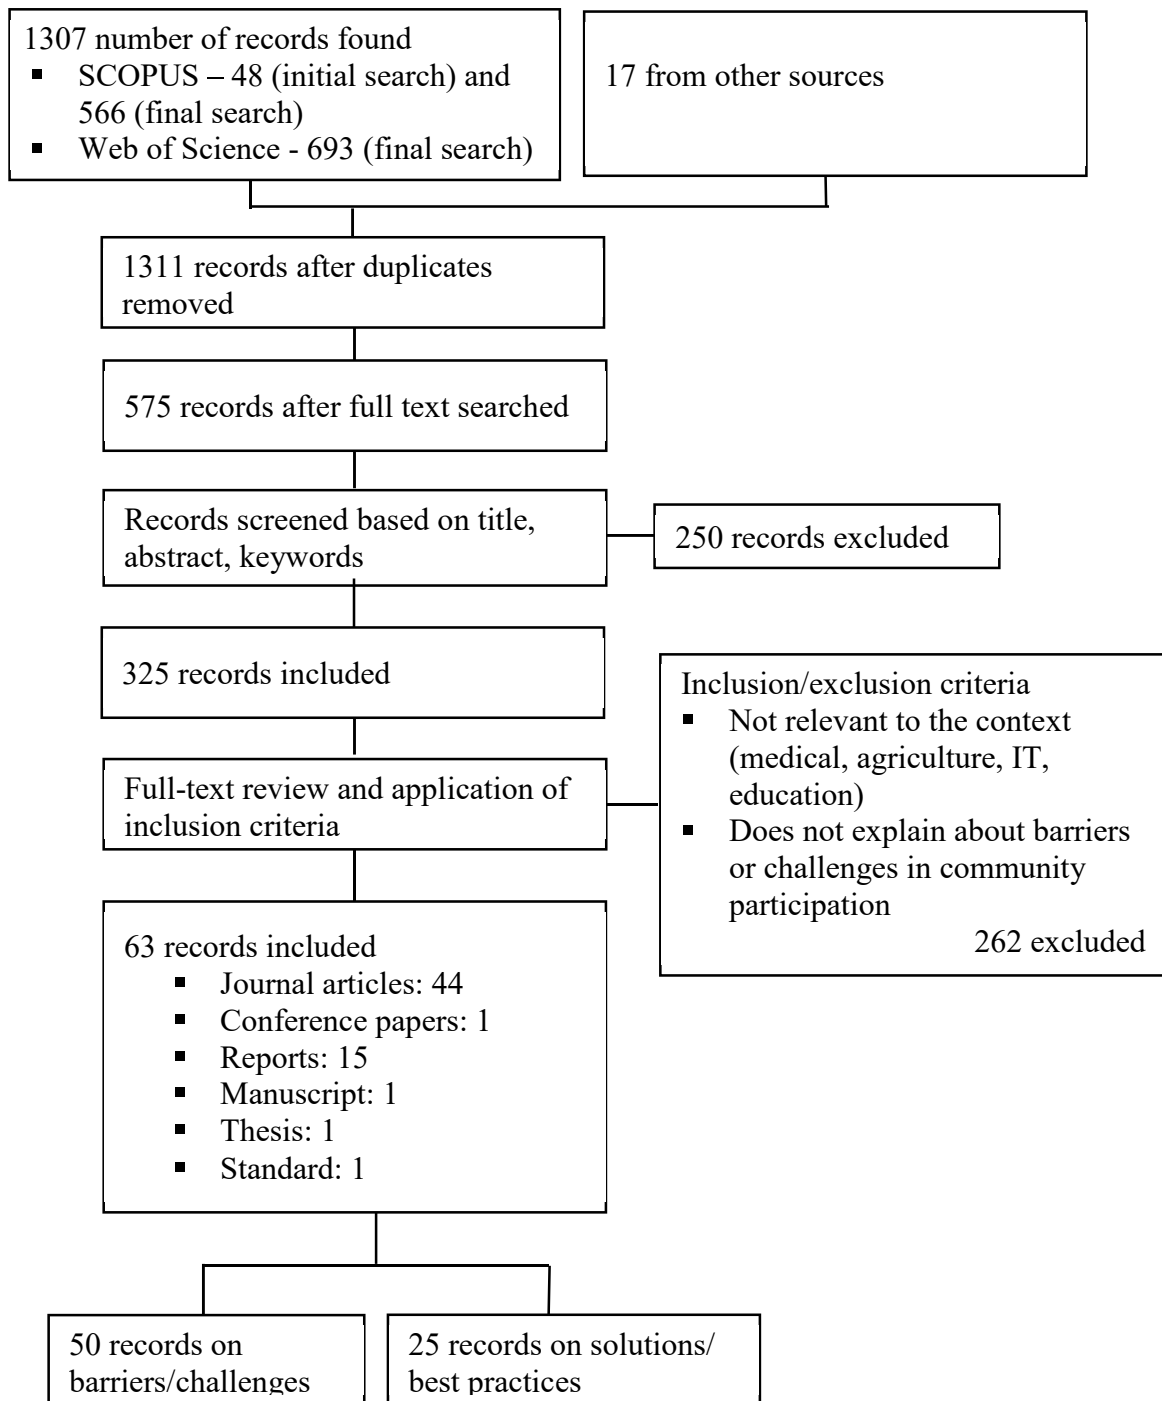 1307 number of records found
▪ SCOPUS – 48 (initial search) and
566 (final search)
▪ Web of Science - 693 (final search)
17 from other sources
1311 records after duplicates
removed
575 records after full text searched
Records screened based on title,
abstract, keywords
250 records excluded
325 records included
Inclusion/exclusion criteria
▪ Not relevant to the context
(medical, agriculture, IT,
education)
▪ Does not explain about barriers
or challenges in community
participation
262 excluded
Full-text review and application of
inclusion criteria
63 records included
▪ Journal articles: 44
▪ Conference papers: 1
▪ Reports: 15
▪ Manuscript: 1
▪ Thesis: 1
▪ Standard: 1
50 records on
barriers/challenges
25 records on solutions/
best practices